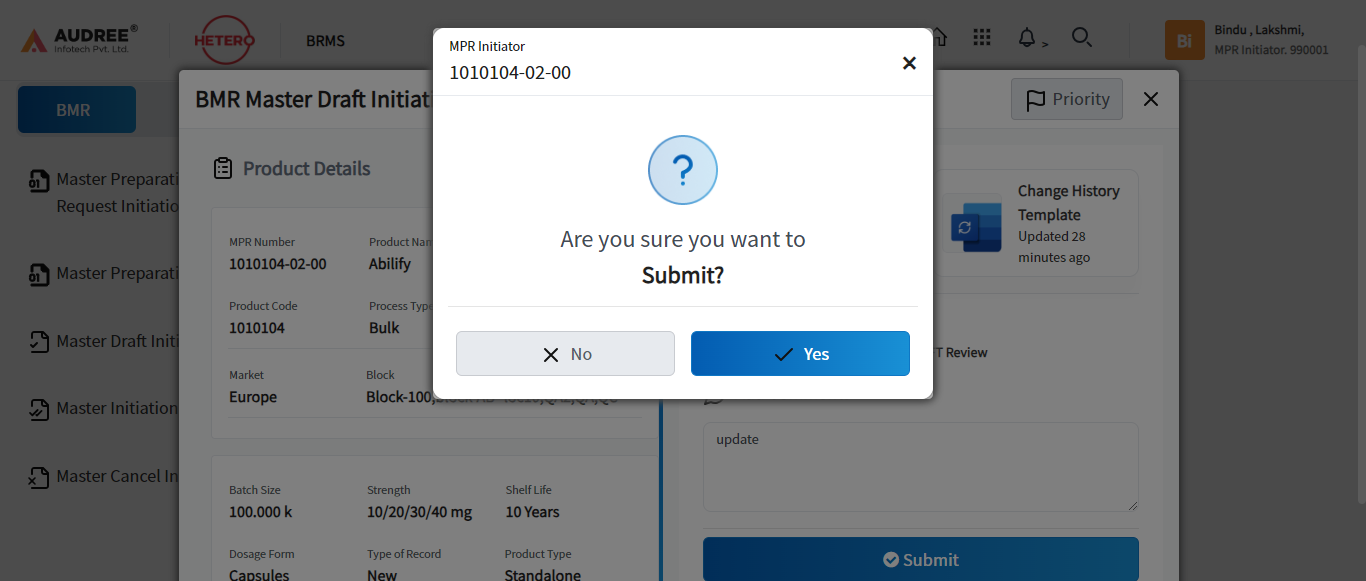 AUDREE®
Infotech Pvt. Ltd.
HETERO
BRMS
>
Bi
Bindu , Lakshmi,
MPR Initiator. 990001
BMR
Master Preparati
Request Initiatio
Master Preparati
Master Draft Initi
Master Initiation
Master Cancel In
BMR Master Draft Initiat
Priority
Product Details
MPR Number
1010104-02-00
Product Nam
Abilify
Product Code
1010104
Process Type
Bulk
Market
Europe
Block
Block-100,
Batch Size
100.000 k
Strength
10/20/30/40 mg
Shelf Life
10 Years
Dosage Form
Capsules
Type of Record
New
Product Type
Standalone
Change History
Template
Updated 28
minutes ago
T Review
update
Submit
MPR Initiator
1010104-02-00
?
Are you sure you want to
Submit?
No
Yes